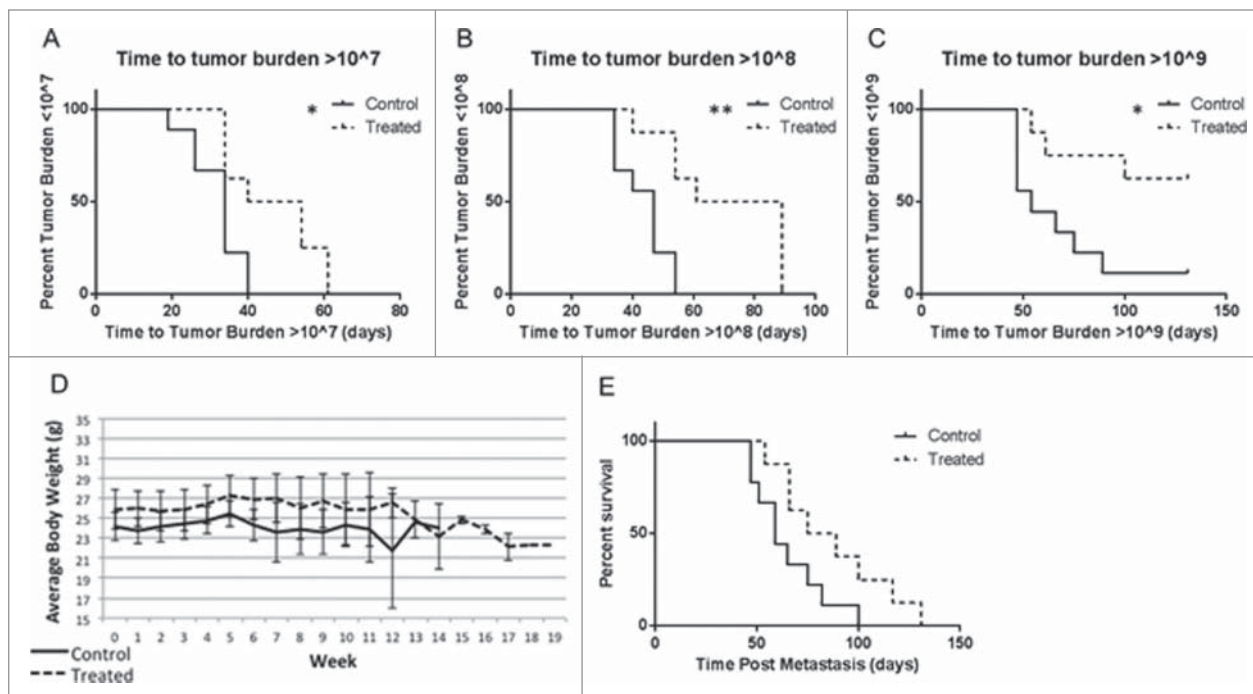 A
Time to tumor burden >10^7
Percent Tumor Burden <10^7
100
50
0
*
Control
Treated
0 20 40 60 80
Time to Tumor Burden >10^7 (days)
B
Time to tumor burden >10^8
Percent Tumor Burden <10^8
100
50
0
**
Control
Treated
0 20 40 60 80 100
Time to Tumor Burden >10^8 (days)
C
Time to tumor burden >10^9
Percent Tumor Burden <10^9
100
50
0
*
Control
Treated
0 50 100 150
Time to Tumor Burden >10^9 (days)
D
Average Body Weight (g)
35
33
31
29
27
25
23
21
19
17
15
0 1 2 3 4 5 6 7 8 9 10 11 12 13 14 15 16 17 18 19
Week
Control
Treated
E
Percent survival
100
50
0
Control
Treated
0 50 100 150
Time Post Metastasis (days)